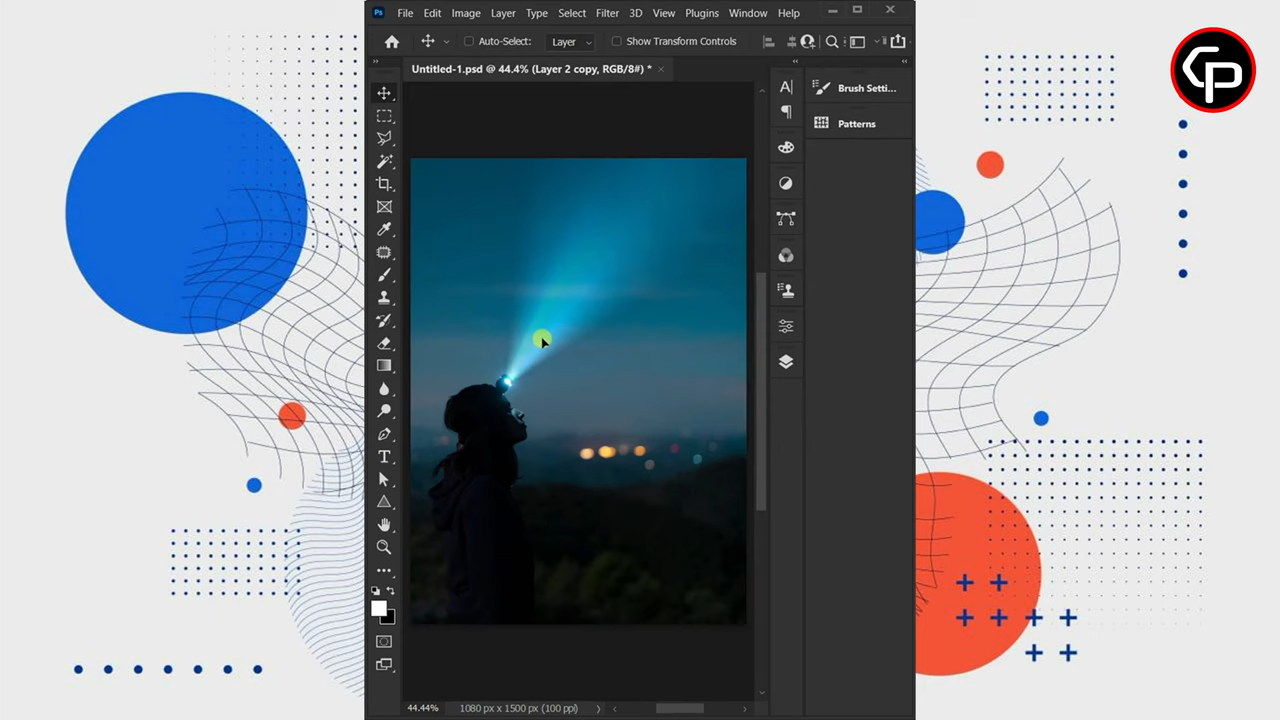 Ps File Edit Image Layer Type Select Filter 3D View Plugins Window Help
Auto-Select: Layer Show Transform Controls
Untitled-1.psd @ 44.4% (Layer 2 copy, RGB/8#) * ×
Brush Setti...
Patterns
44.44% 1080 px x 1500 px (100 ppi)